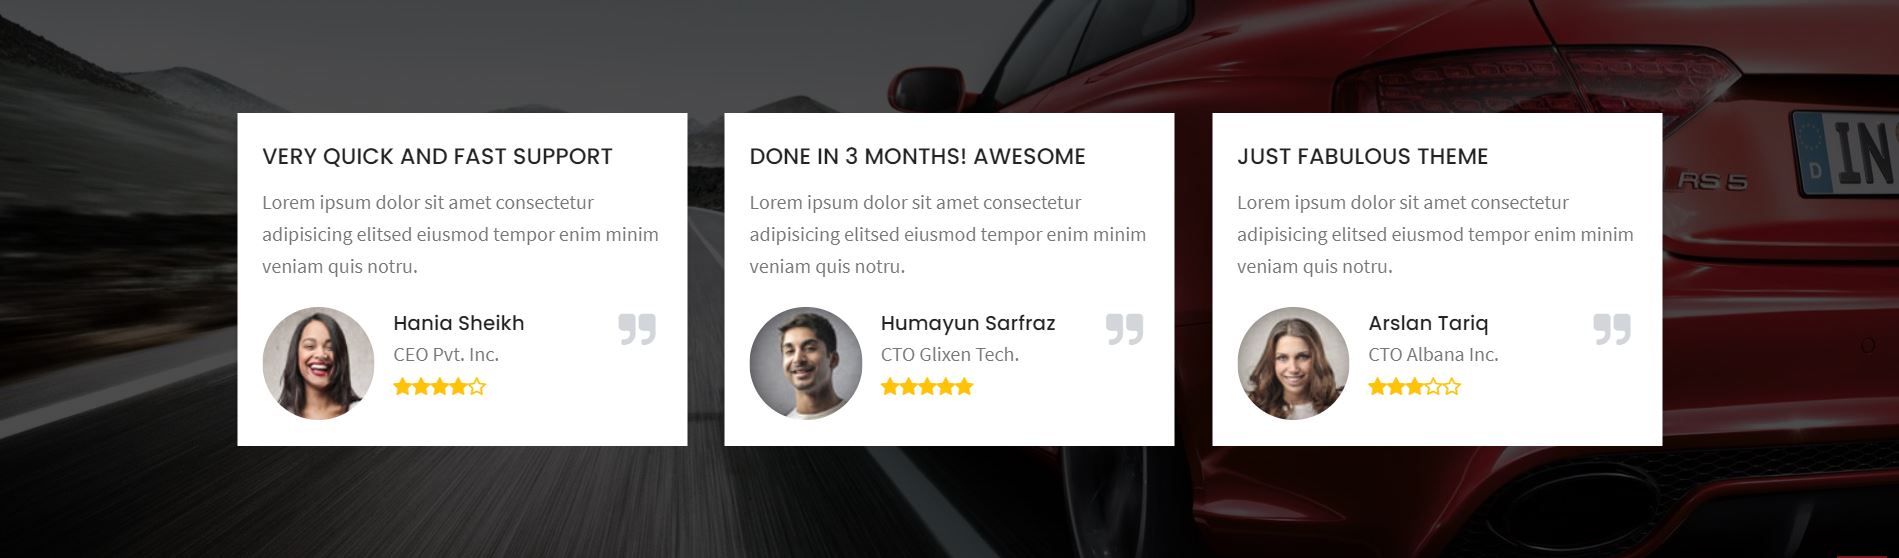 VERY QUICK AND FAST SUPPORT
Lorem ipsum dolor sit amet consectetur
adipisicing elitsed eiusmod tempor enim minim
veniam quis notru.
Hania Sheikh
CEO Pvt. Inc.
DONE IN 3 MONTHS! AWESOME
Lorem ipsum dolor sit amet consectetur
adipisicing elitsed eiusmod tempor enim minim
veniam quis notru.
Humayun Sarfraz
CTO Glixen Tech.
JUST FABULOUS THEME
Lorem ipsum dolor sit amet consectetur
adipisicing elitsed eiusmod tempor enim minim
veniam quis notru.
Arslan Tariq
CTO Albana Inc.
RS 5
D
IN